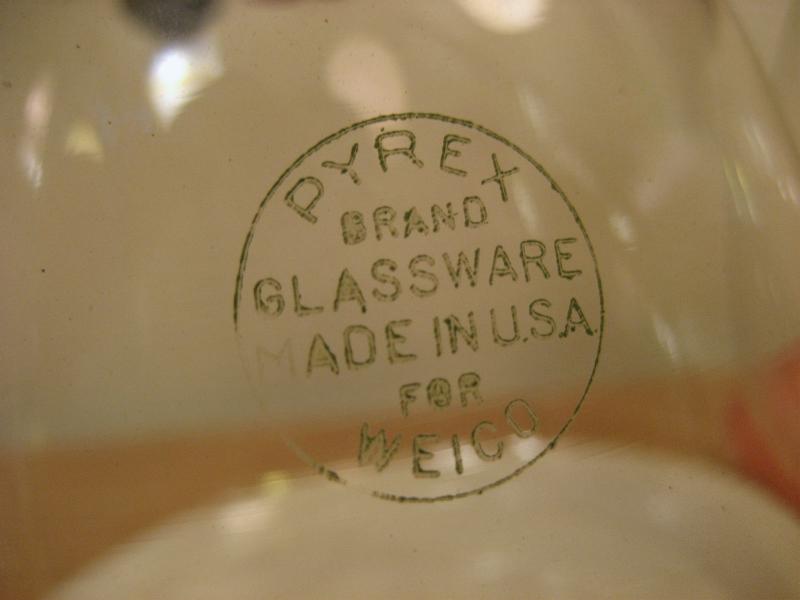 PYREX
BRAND
GLASSWARE
MADE IN U.S.A
FOR
WEICO